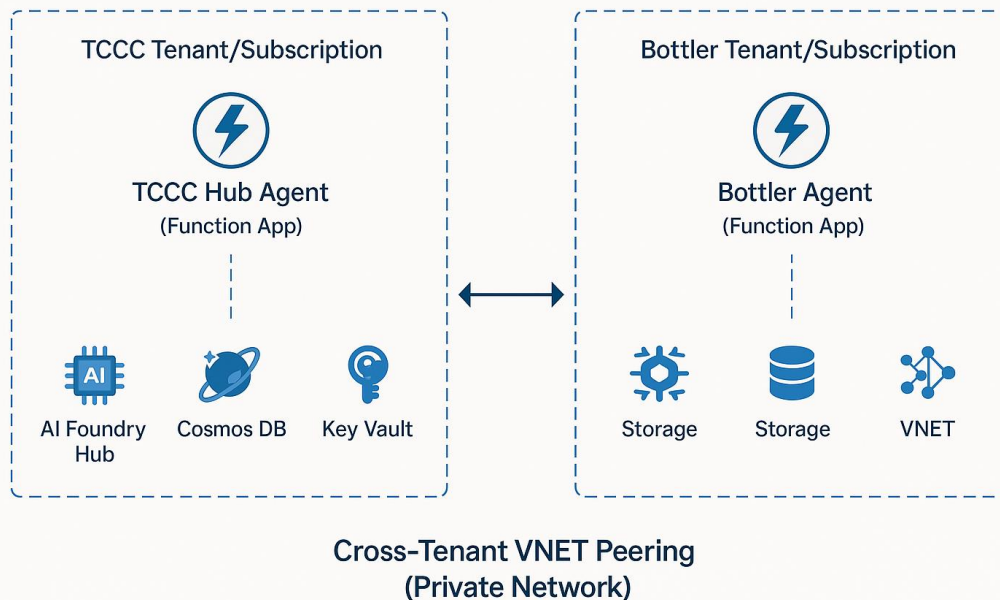 TCCC Tenant/Subscription
TCCC Hub Agent
(Function App)
AI
AI Foundry
Hub
Cosmos DB
Key Vault
Bottler Tenant/Subscription
Bottler Agent
(Function App)
Storage
Storage
VNET
Cross-Tenant VNET Peering
(Private Network)